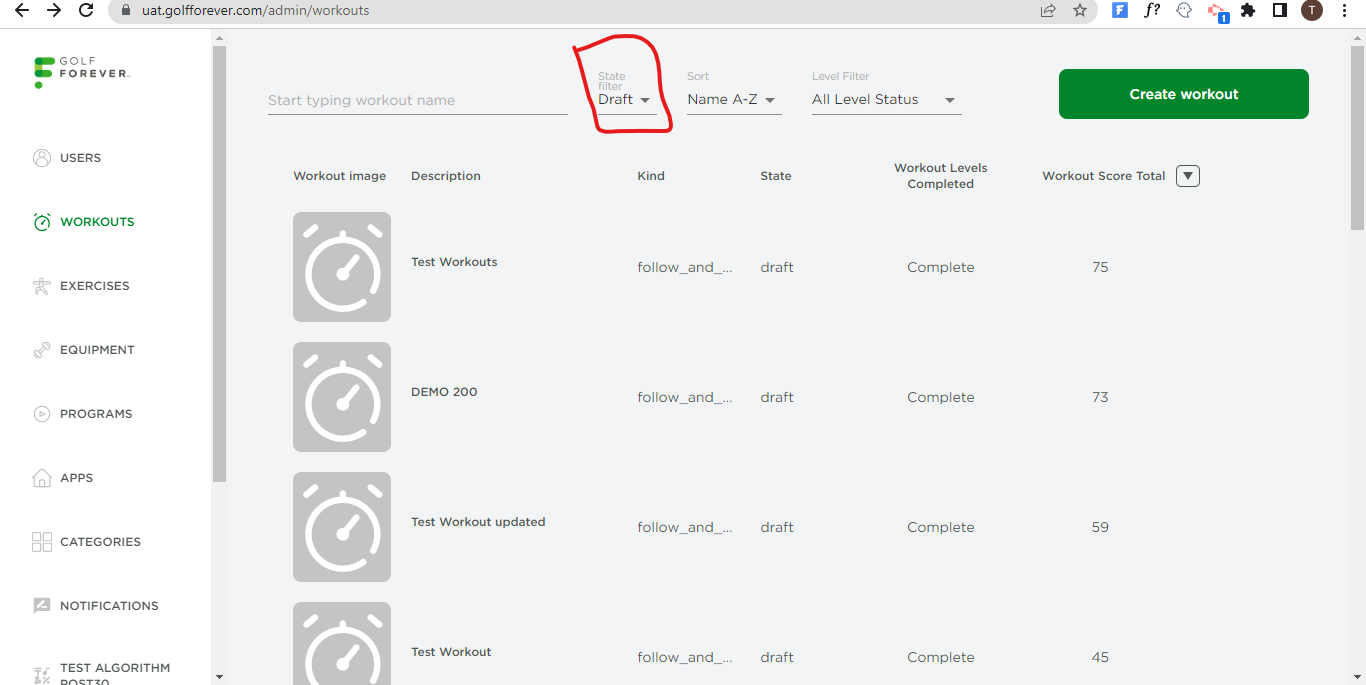 uat.golfforever.com/admin/workouts
1
T
GOLF
FOREVER
USERS
WORKOUTS
EXERCISES
EQUIPMENT
PROGRAMS
APPS
CATEGORIES
NOTIFICATIONS
TEST ALGORITHM
POST30
Start typing workout name
State
filter
Draft
Sort
Name A-Z
Level Filter
All Level Status
Create workout
Workout image Description Kind State Workout Levels Completed Workout Score Total
Test Workouts follow_and_... draft Complete 75
DEMO 200 follow_and_... draft Complete 73
Test Workout updated follow_and_... draft Complete 59
Test Workout follow_and_... draft Complete 45